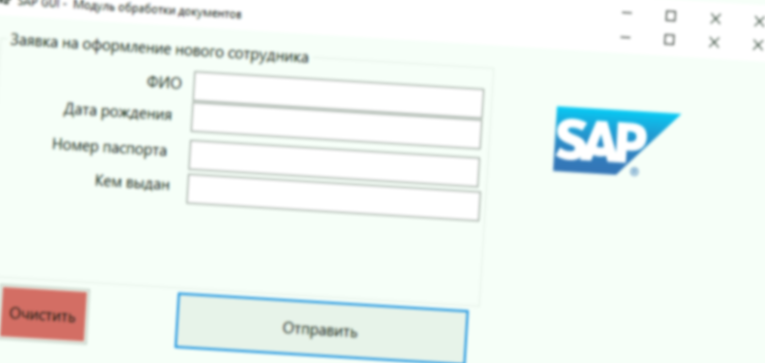 SAP GUI - Модуль обработки документов
Заявка на оформление нового сотрудника
ФИО
Дата рождения
Номер паспорта
Кем выдан
SAP ®
Очистить
Отправить